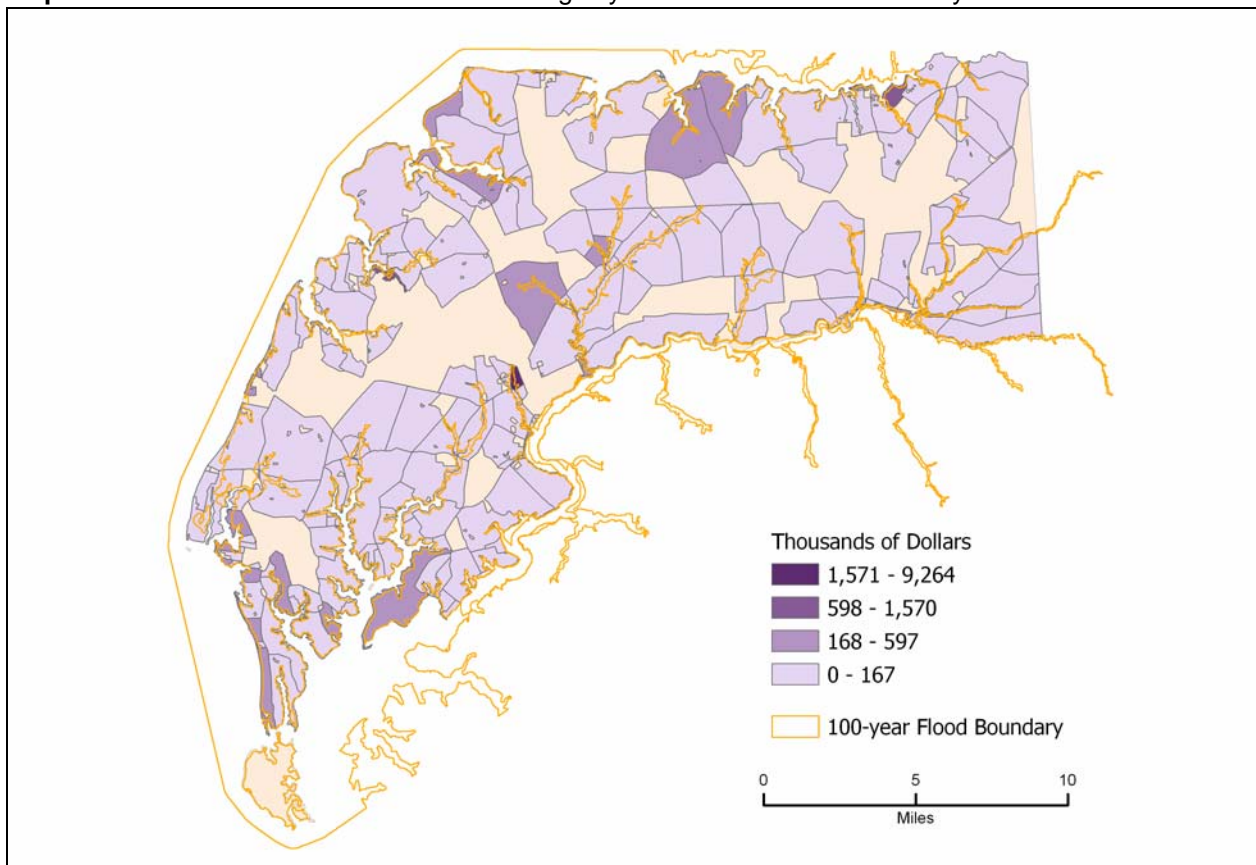 Thousands of Dollars
1,571 - 9,264
598 - 1,570
168 - 597
0 - 167
100-year Flood Boundary
0 5 10
Miles